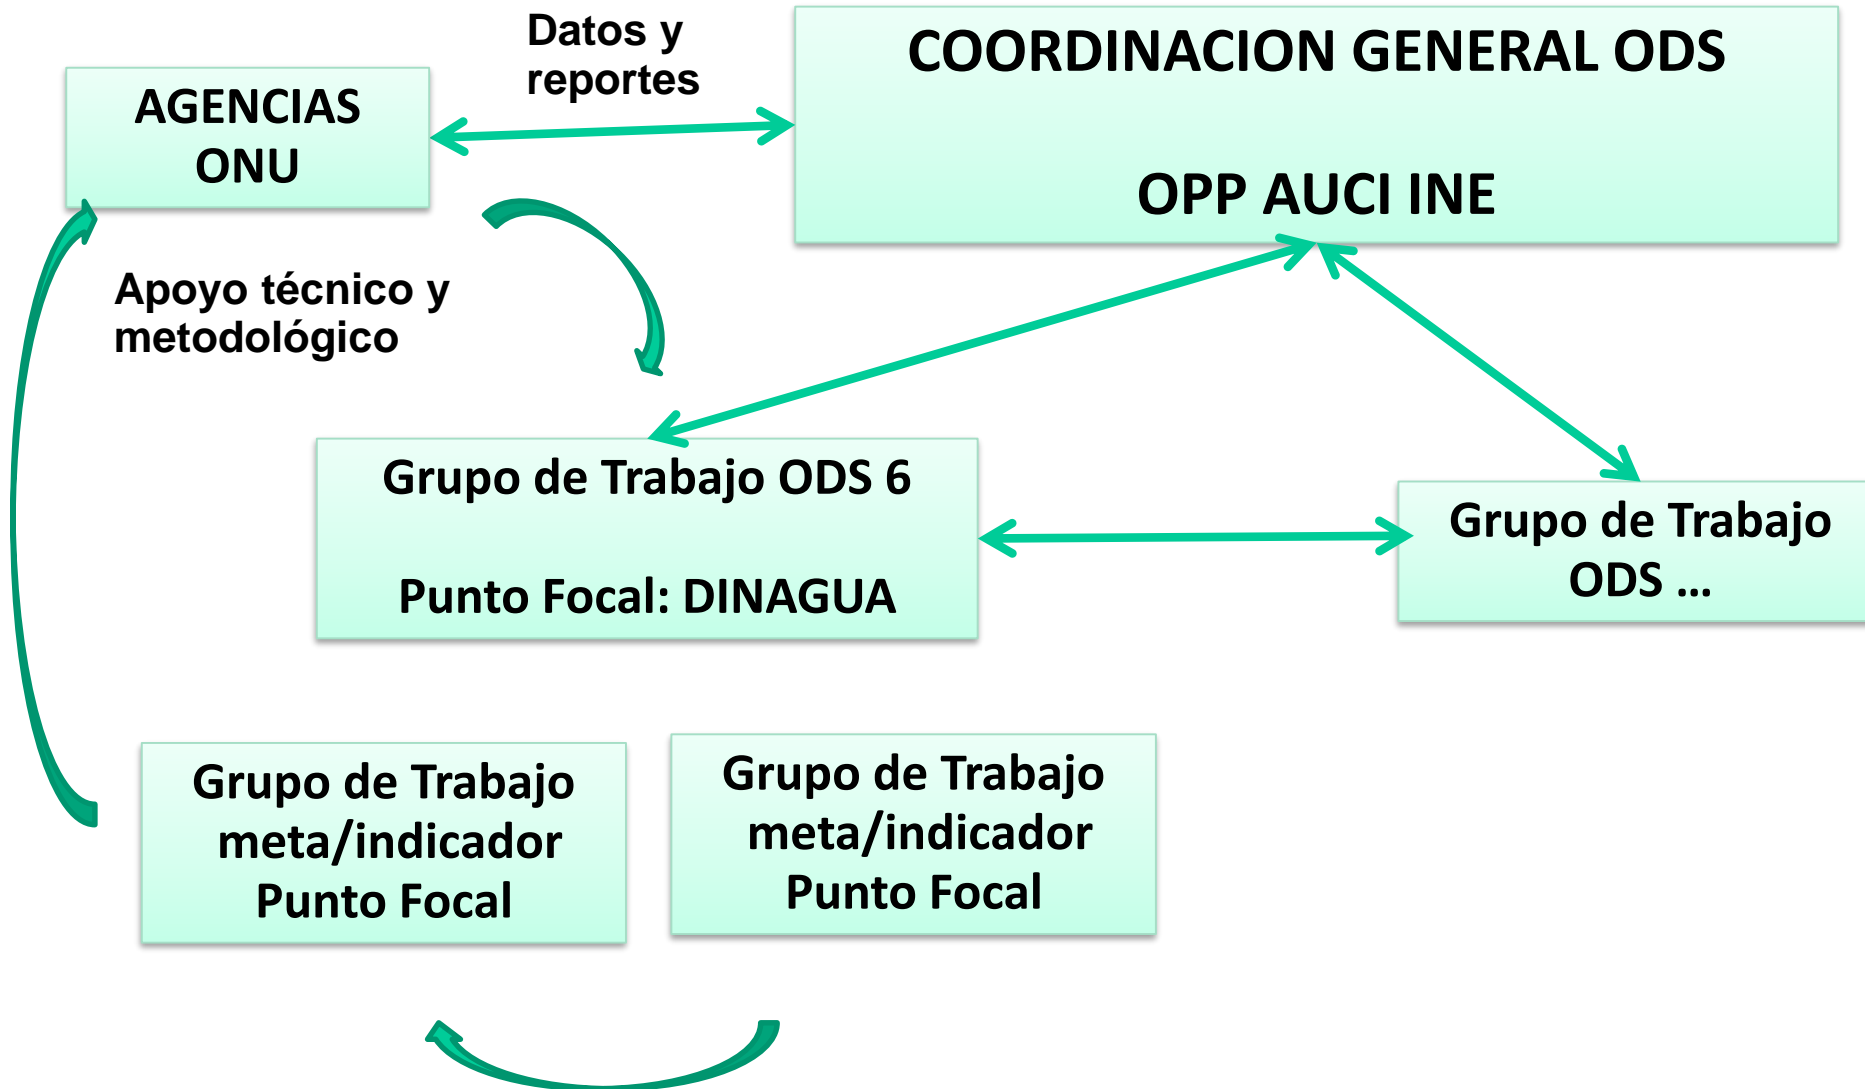 Datos y
reportes
COORDINACION GENERAL ODS
OPP AUCI INE
AGENCIAS
ONU
Apoyo técnico y
metodológico
Grupo de Trabajo ODS 6
Punto Focal: DINAGUA
Grupo de Trabajo
ODS ...
Grupo de Trabajo
meta/indicador
Punto Focal
Grupo de Trabajo
meta/indicador
Punto Focal